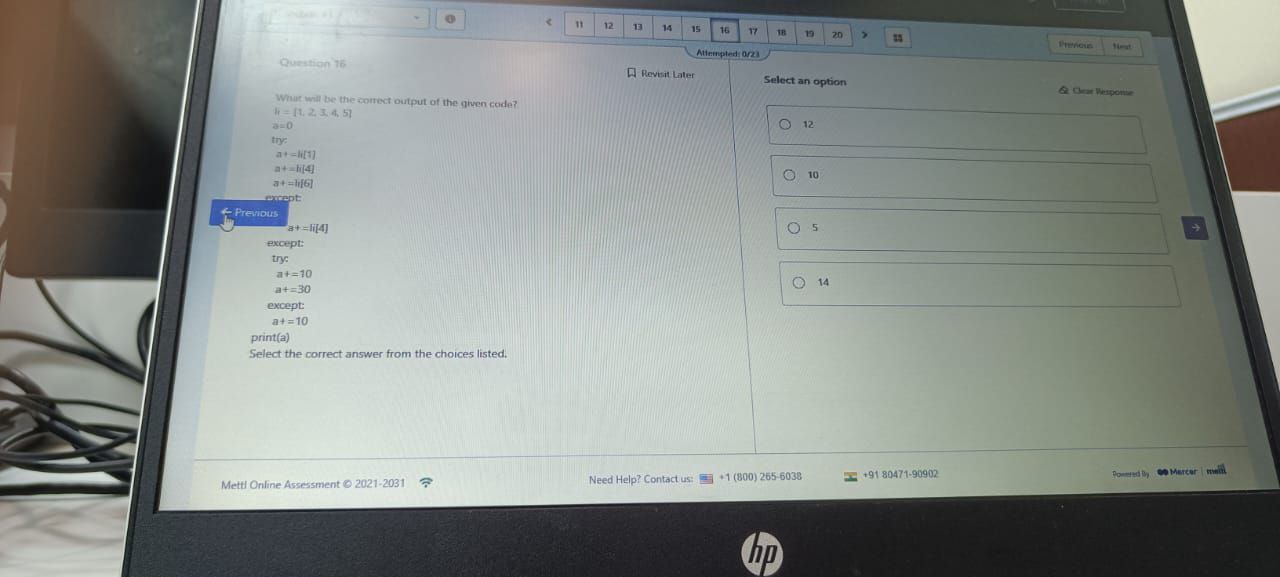 11 12 13 14 15 16 17 18 19 20
Previous Next
Attempted: 0/23
Question 16
Revisit Later
What will be the correct output of the given code?
li = [1, 2, 3, 4, 5]
a=0
try:
a+=li[1]
a+=li[4]
a+=li[6]
except:
Previous
a+=li[4]
except:
try:
a+=10
a+=30
except:
a+=10
print(a)
Select the correct answer from the choices listed.
Select an option
Clear Response
12
10
5
14
Mettl Online Assessment © 2021-2031
Need Help? Contact us: +1 (800) 265-6038
+91 80471-90902
Powered By Mercer mettl
hp